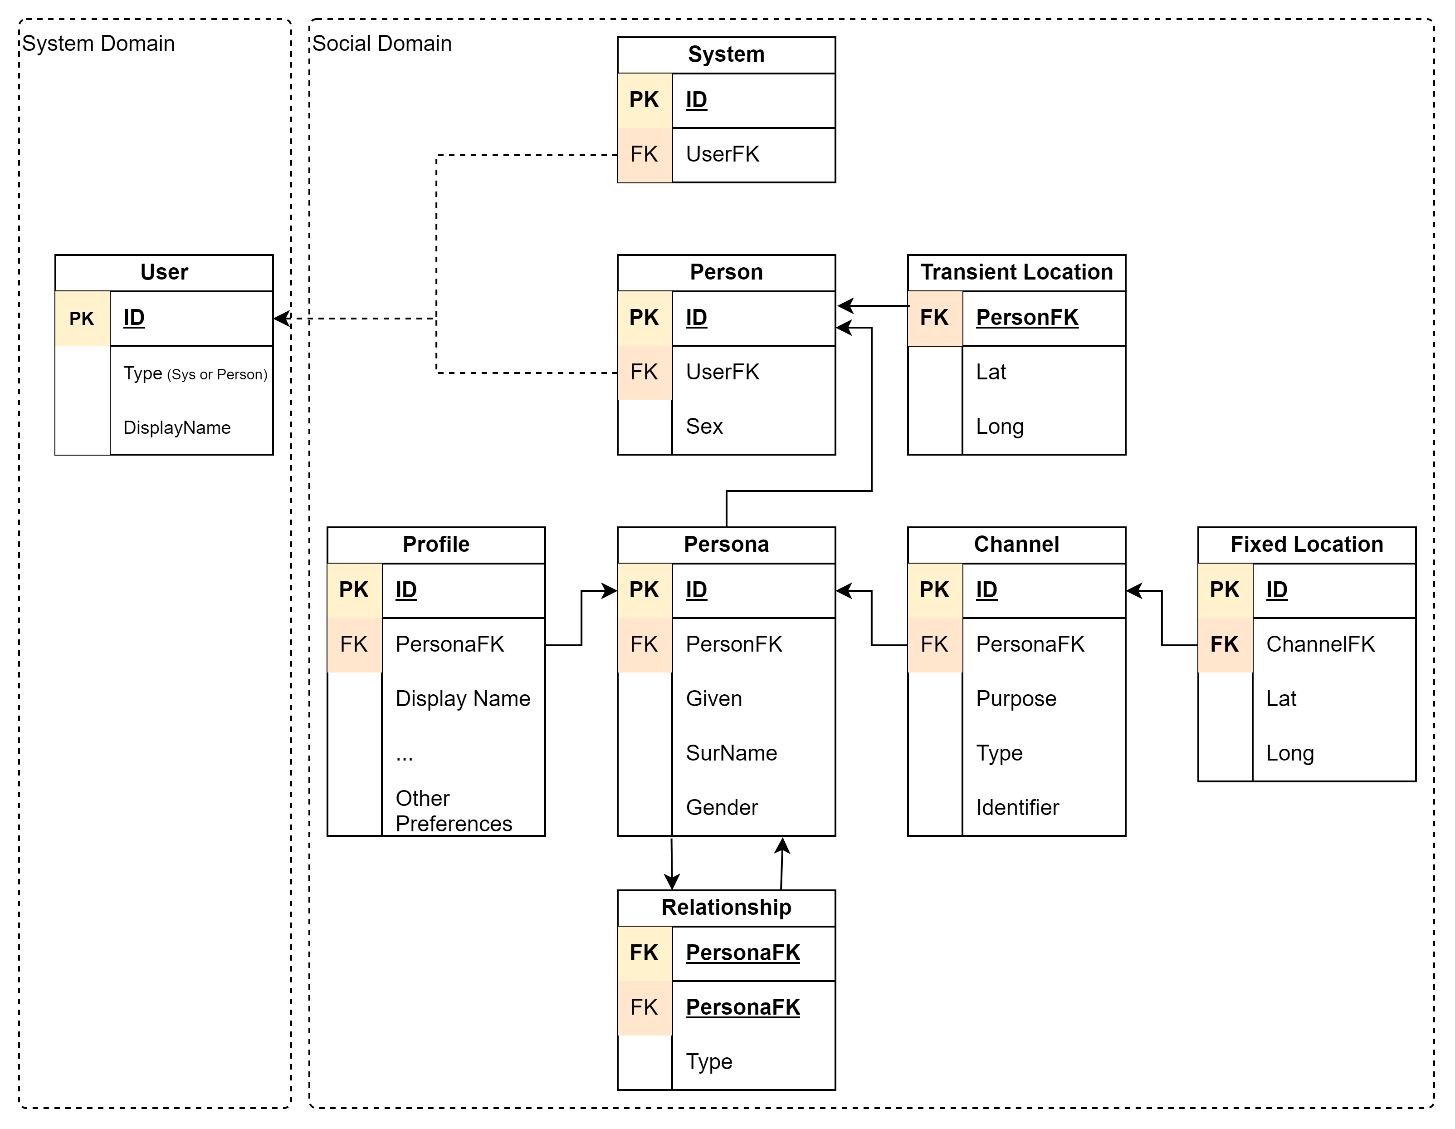 System Domain
Social Domain
System
PK ID
FK UserFK
User
PK ID
Type (Sys or Person)
DisplayName
Person
PK ID
FK UserFK
Sex
Transient Location
FK PersonFK
Lat
Long
Profile
PK ID
FK PersonaFK
Display Name
...
Other
Preferences
Persona
PK ID
FK PersonFK
Given
SurName
Gender
Channel
PK ID
FK PersonaFK
Purpose
Type
Identifier
Fixed Location
PK ID
FK ChannelFK
Lat
Long
Relationship
FK PersonaFK
FK PersonaFK
Type